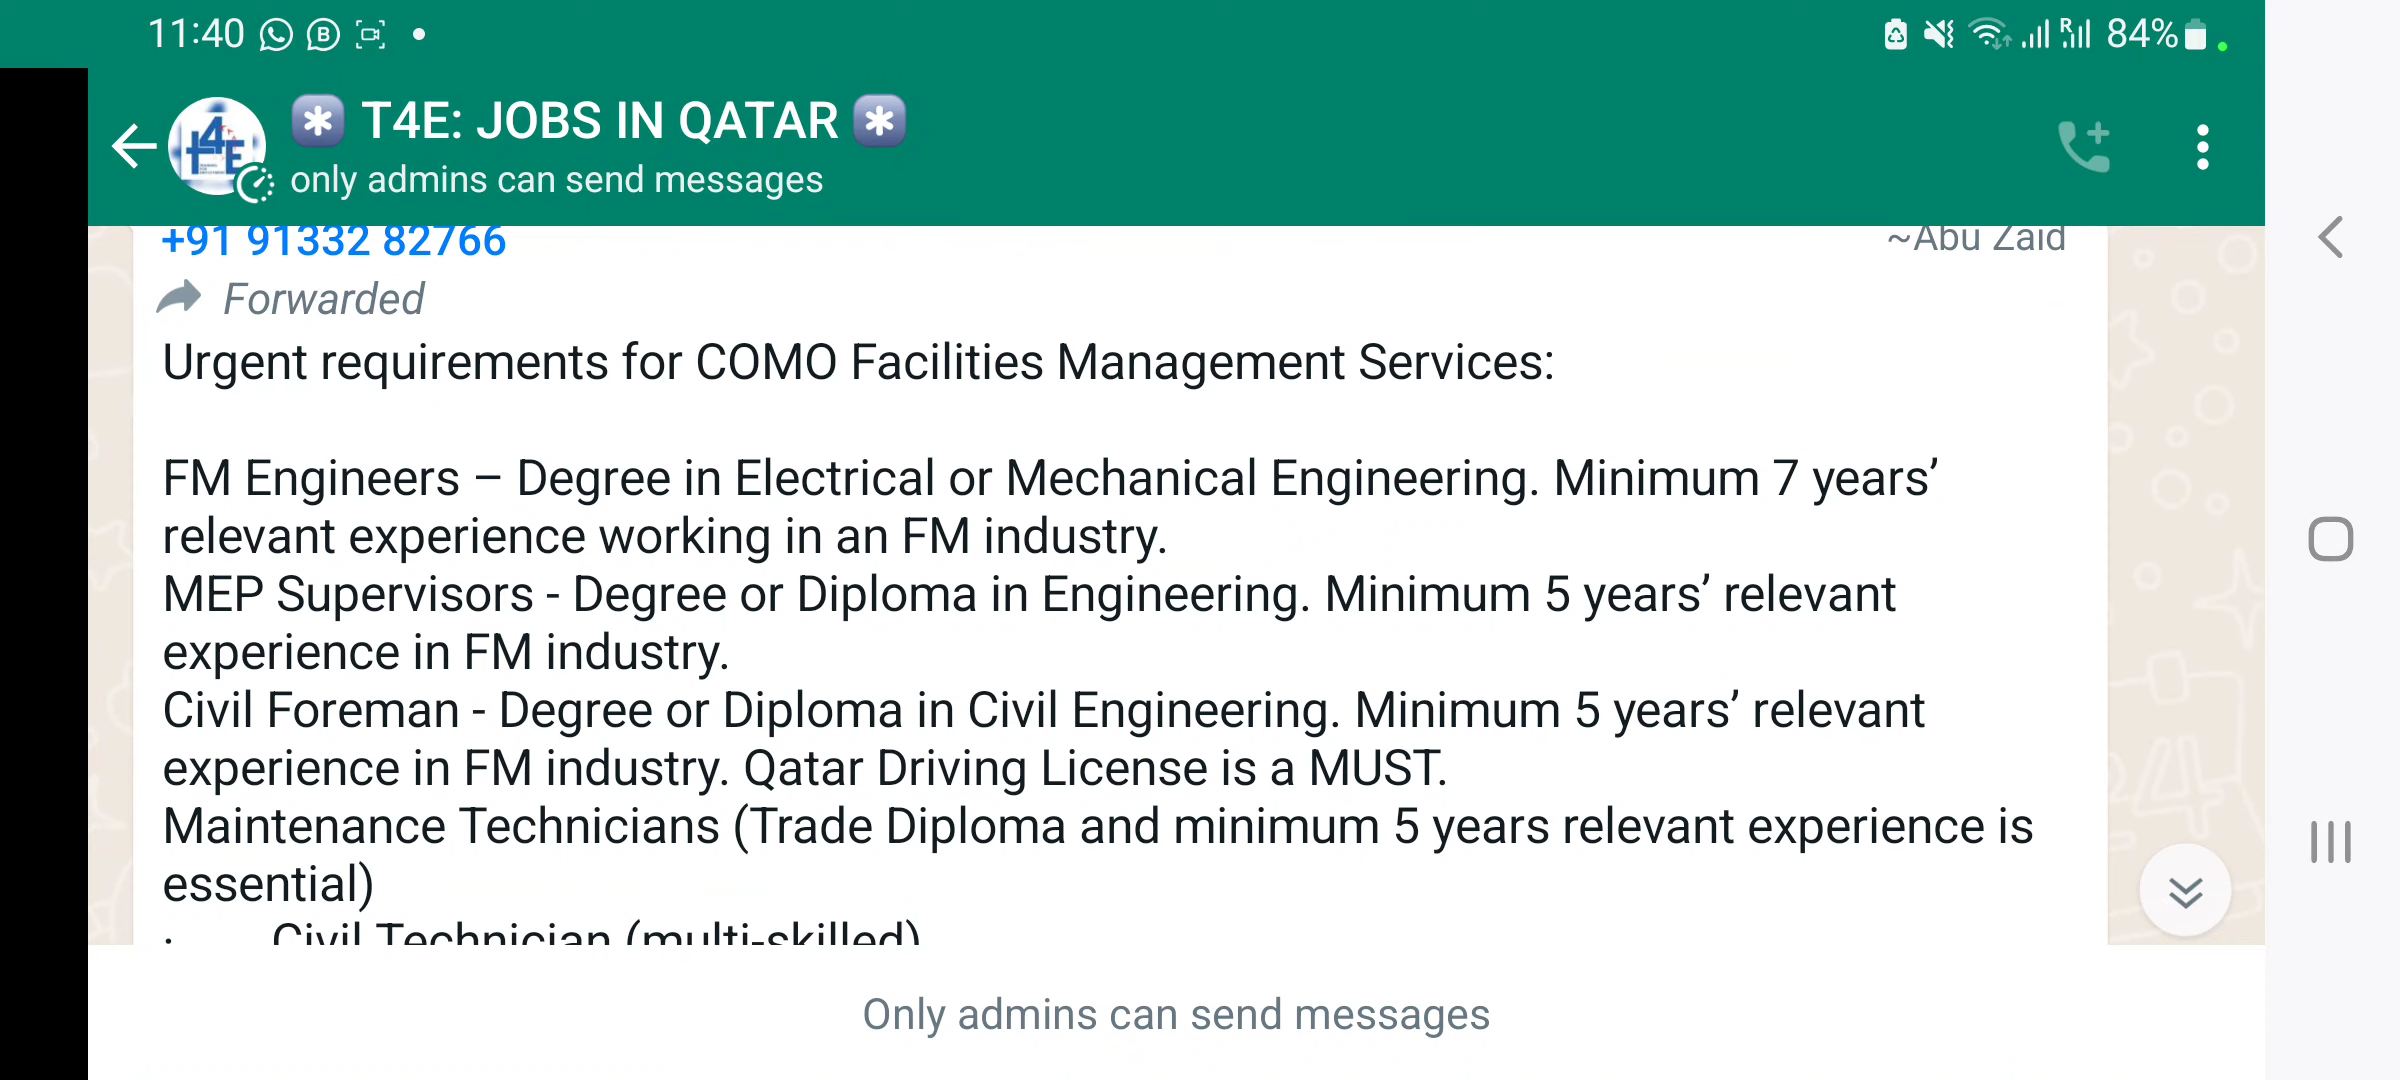 11:40
84%
T4E: JOBS IN QATAR
only admins can send messages
+91 91332 82766
~Abu Zaid
Forwarded
Urgent requirements for COMO Facilities Management Services:
FM Engineers – Degree in Electrical or Mechanical Engineering. Minimum 7 years’
relevant experience working in an FM industry.
MEP Supervisors - Degree or Diploma in Engineering. Minimum 5 years’ relevant
experience in FM industry.
Civil Foreman - Degree or Diploma in Civil Engineering. Minimum 5 years’ relevant
experience in FM industry. Qatar Driving License is a MUST.
Maintenance Technicians (Trade Diploma and minimum 5 years relevant experience is
essential)
· Civil Technician (multi-skilled)
Only admins can send messages